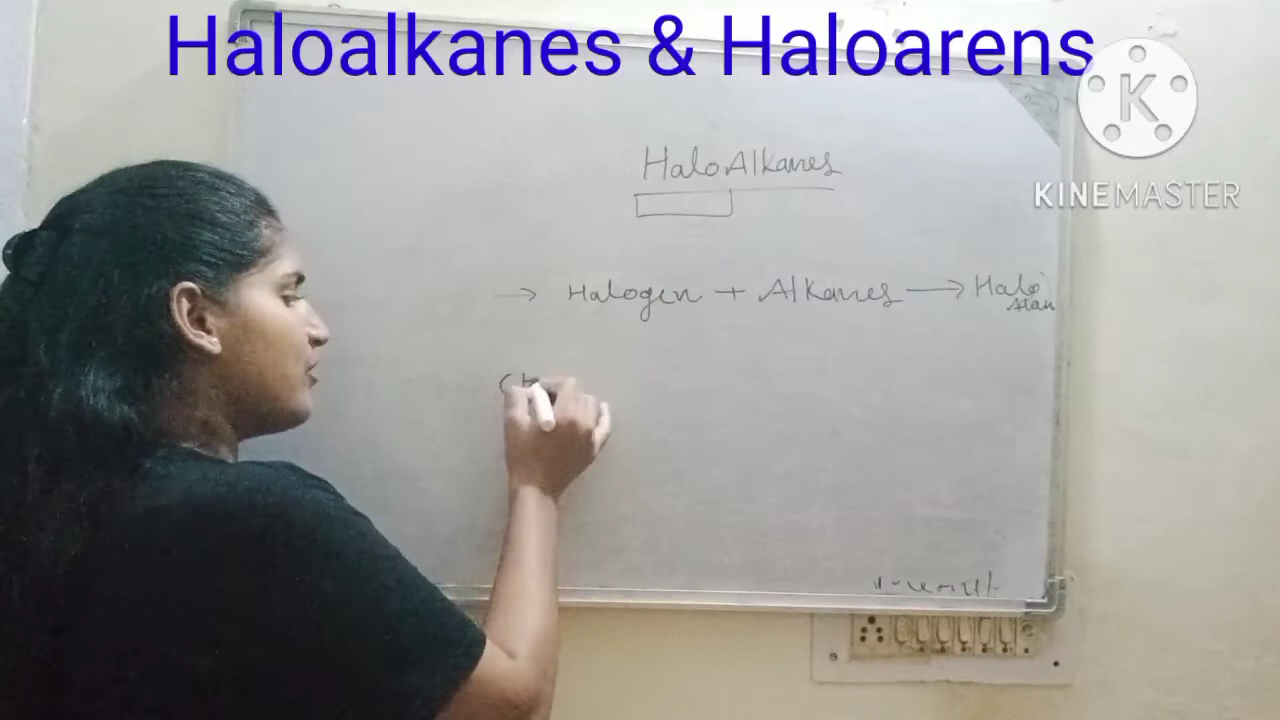 Haloalkanes & Haloarens
KINEMASTER
HaloAlkanes
→ Halogen + Alkanes → Halo